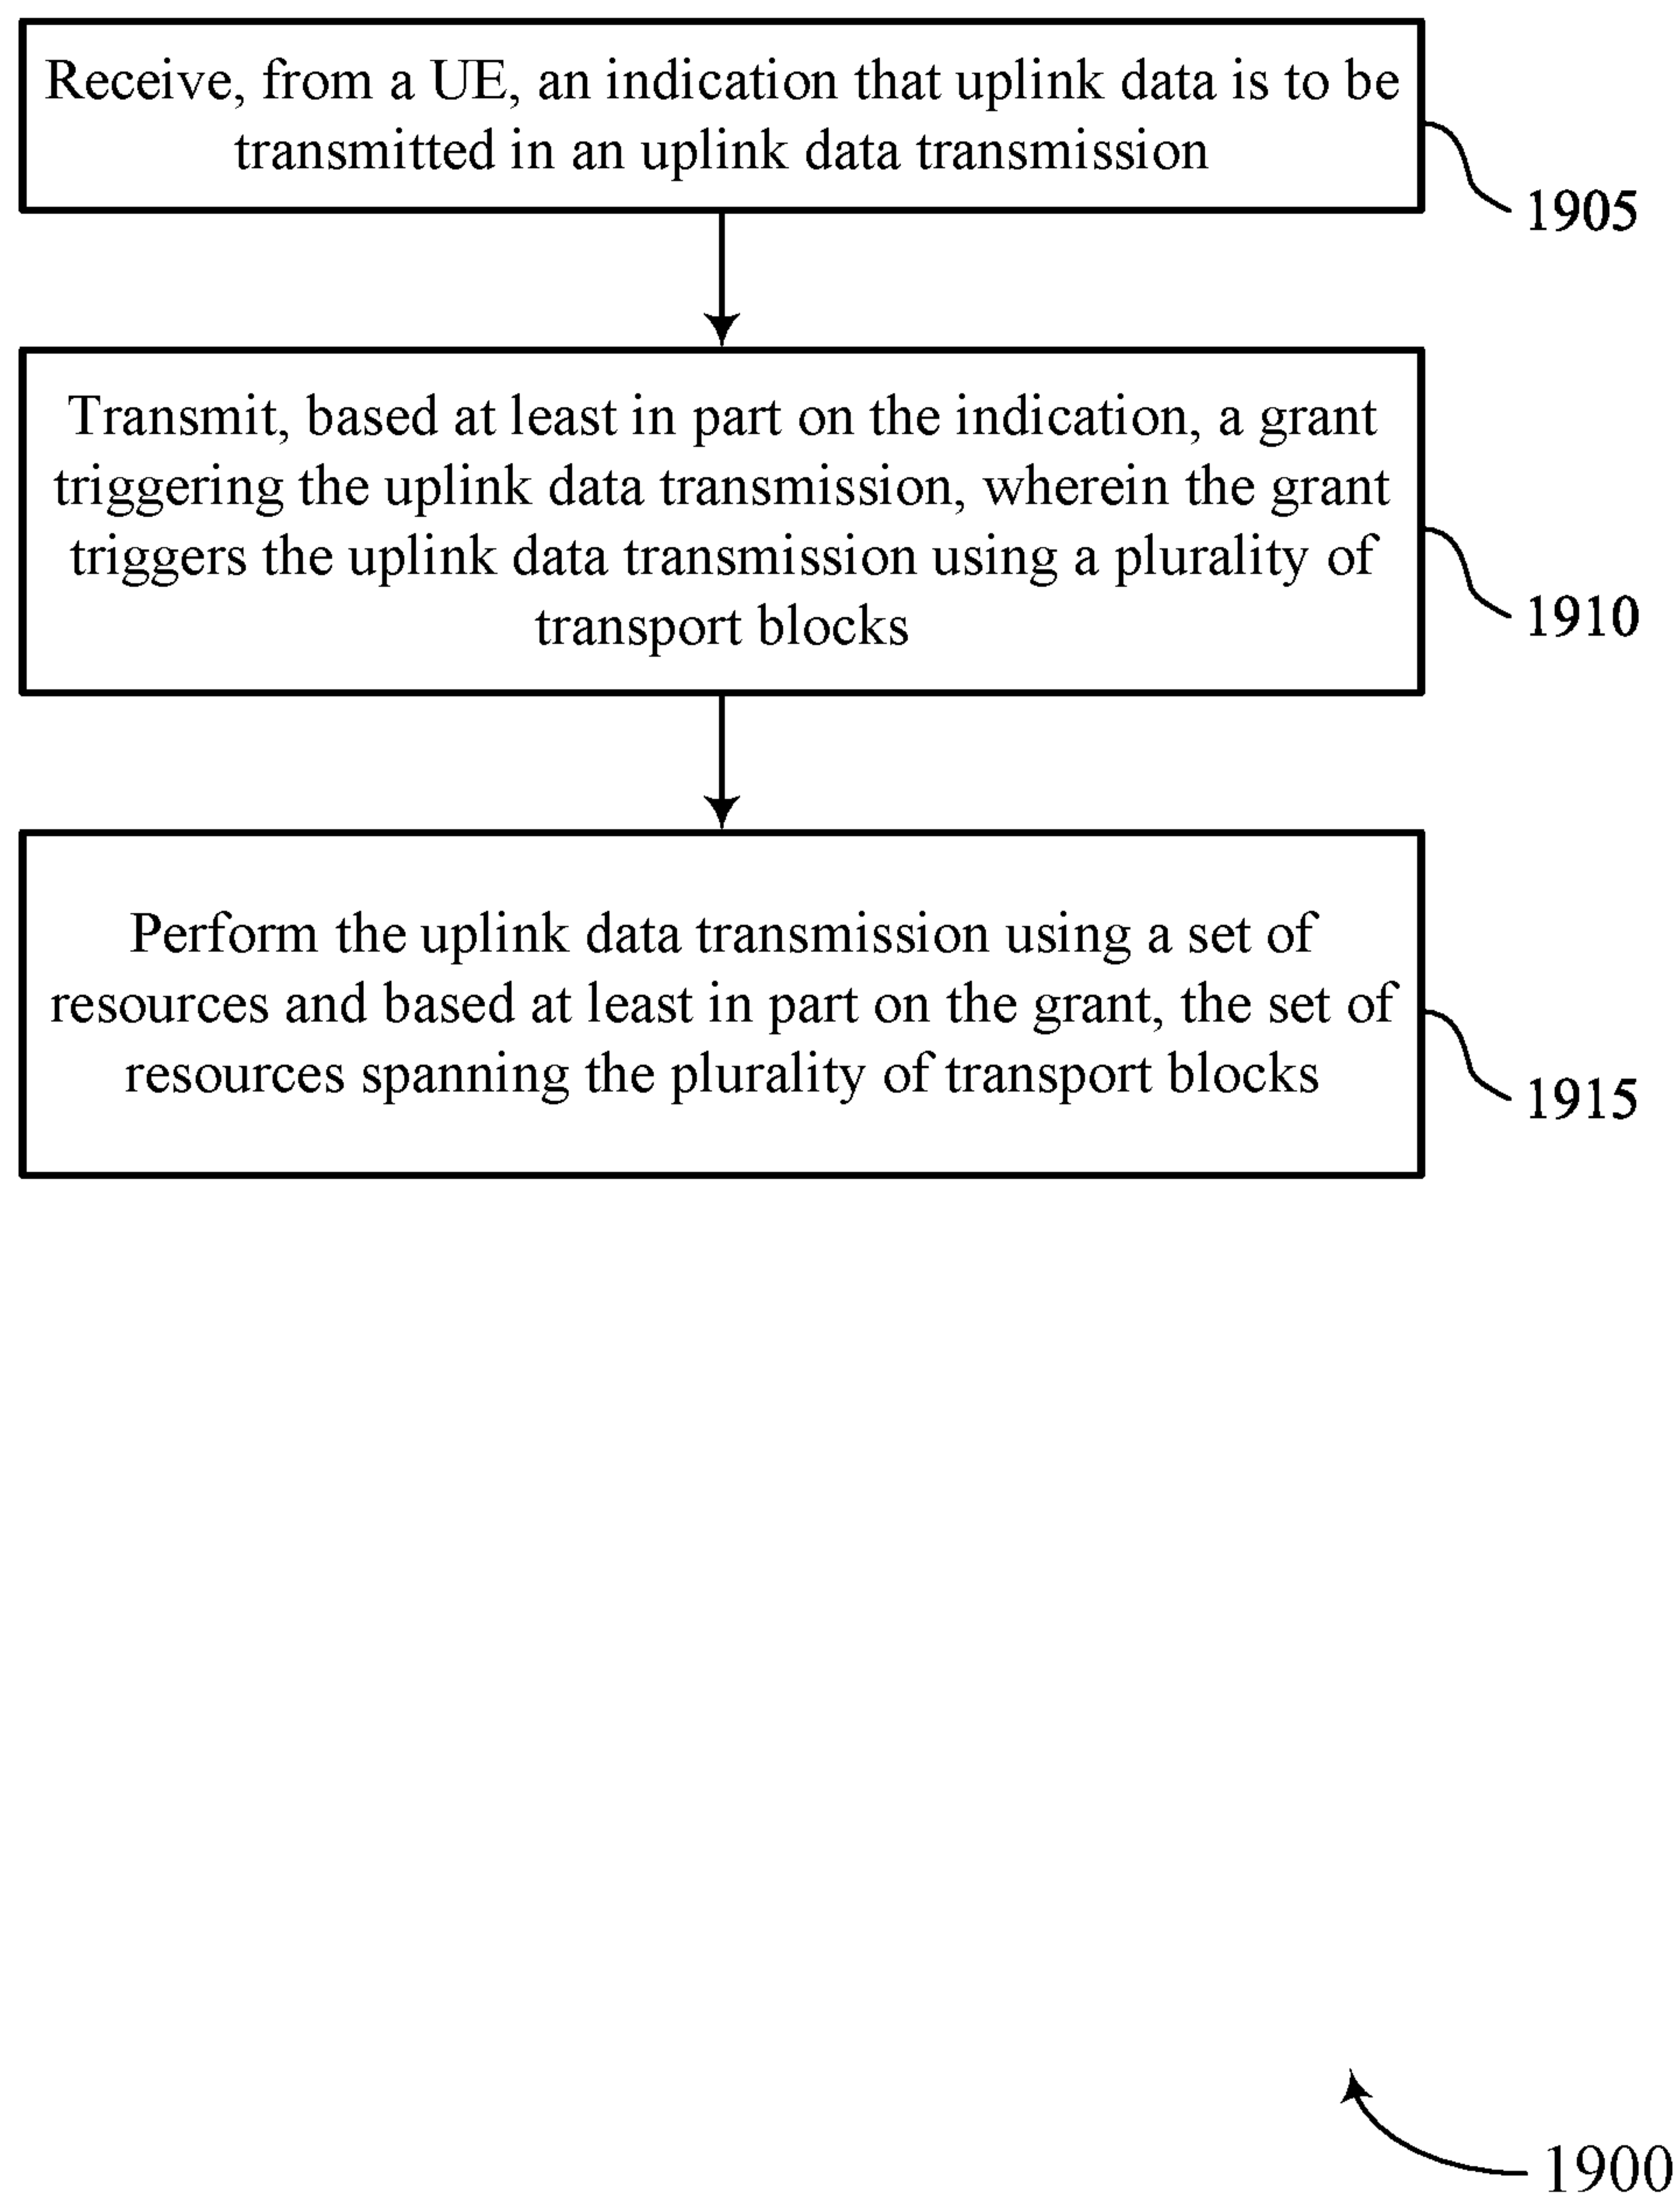 Receive, from a UE, an indication that uplink data is to be
transmitted in an uplink data transmission
1905
Transmit, based at least in part on the indication, a grant
triggering the uplink data transmission, wherein the grant
triggers the uplink data transmission using a plurality of
transport blocks
1910
Perform the uplink data transmission using a set of
resources and based at least in part on the grant, the set of
resources spanning the plurality of transport blocks
1915
1900